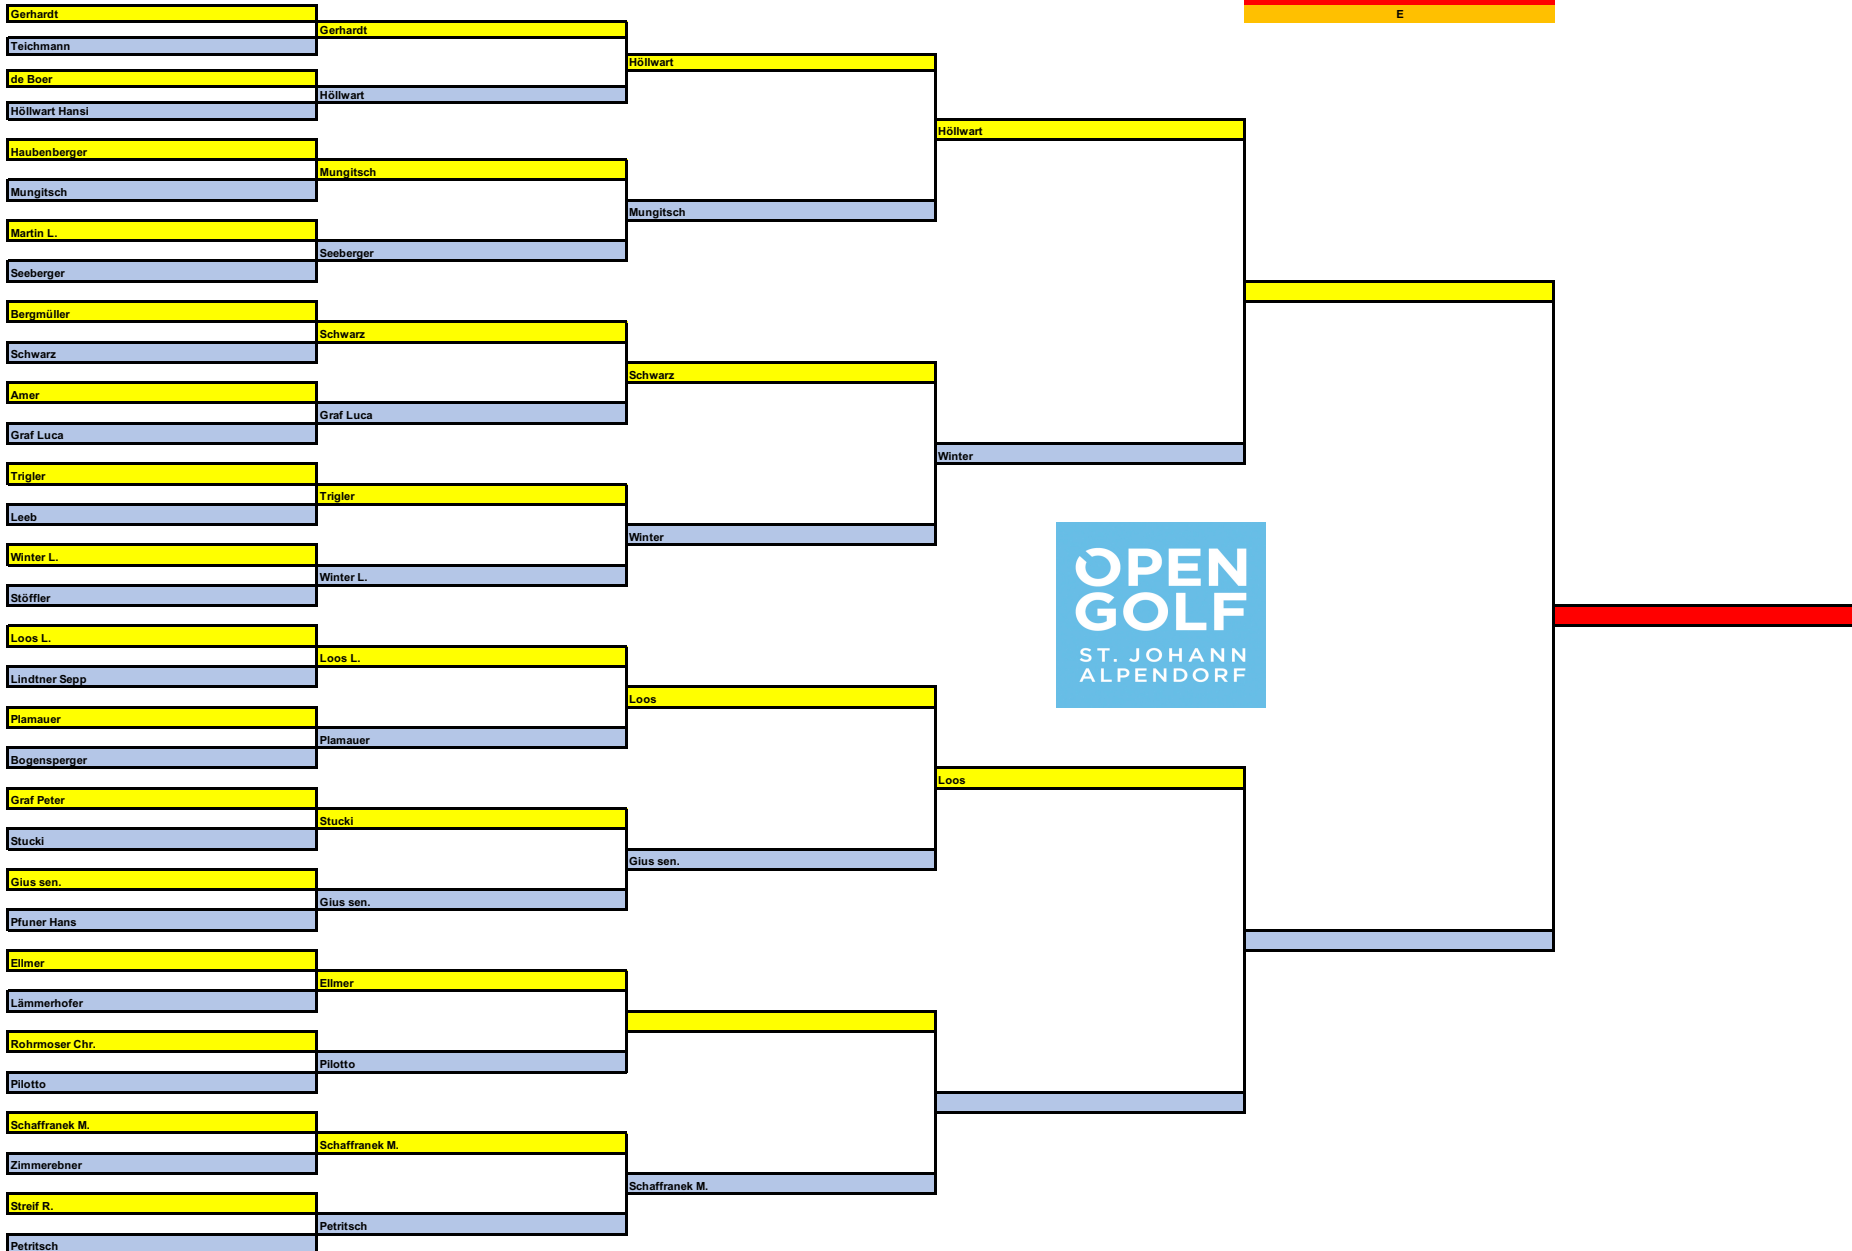 E
Gerhardt
Teichmann
de Boer
Höllwart Hansi
Haubenberger
Mungitsch
Martin L.
Seeberger
Bergmüller
Schwarz
Amer
Graf Luca
Trigler
Leeb
Winter L.
Stöffler
Loos L.
Lindtner Sepp
Plamauer
Bogensperger
Graf Peter
Stucki
Gius sen.
Pfuner Hans
Ellmer
Lämmerhofer
Rohrmoser Chr.
Pilotto
Schaffranek M.
Zimmerebner
Streif R.
Petritsch
Gerhardt
Höllwart
Mungitsch
Seeberger
Schwarz
Graf Luca
Trigler
Winter L.
Loos L.
Plamauer
Stucki
Gius sen.
Ellmer
Pilotto
Schaffranek M.
Petritsch
Höllwart
Mungitsch
Schwarz
Winter
Loos
Gius sen.
Schaffranek M.
Höllwart
Winter
Loos
OPEN
GOLF
ST. JOHANN
ALPENDORF